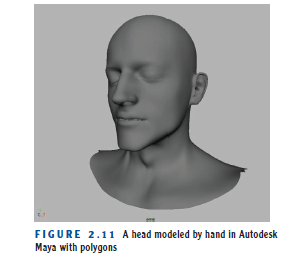 FIGURE 2.11 A head modeled by hand in Autodesk
Maya with polygons